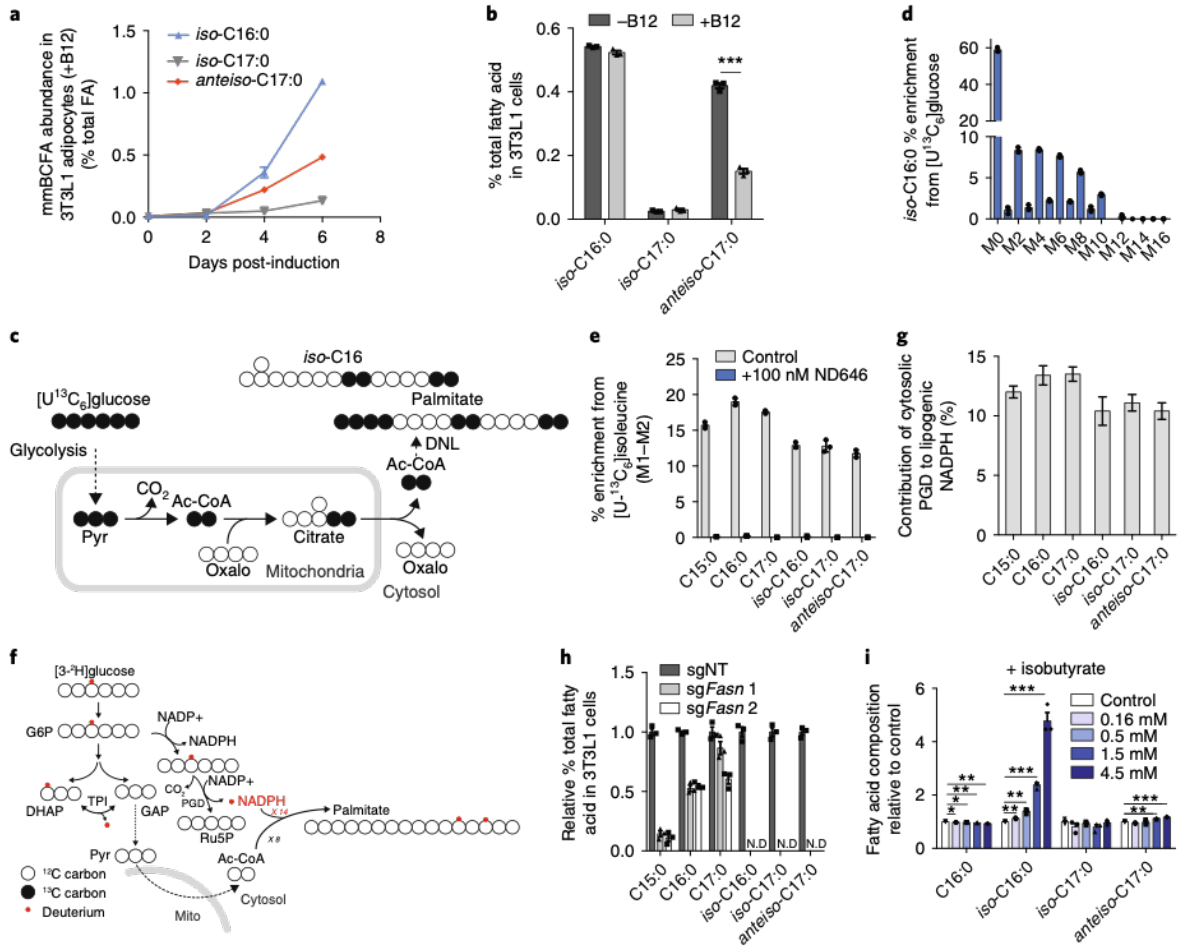 a
mmBCFA abundance in
3T3L1 adipocytes (+B12)
(% total FA)
1.5
1.0
0.5
0.0
0 2 4 6 8
Days post-induction
iso-C16:0
iso-C17:0
anteiso-C17:0
b
% total fatty acid
in 3T3L1 cells
0.6
0.4
0.2
0.0
–B12 +B12
***
iso-C16:0
iso-C17:0
anteiso-C17:0
d
iso-C16:0 % enrichment
from [U13C6]glucose
60
40
20
10
5
0
M0 M2 M4 M6 M8 M10 M12 M14 M16
c
iso-C16
[U13C6]glucose
Palmitate
Glycolysis
DNL
Ac-CoA
CO2
Ac-CoA
Pyr
Citrate
Oxalo
Oxalo
Mitochondria
Cytosol
e
% enrichment from
[U-13C6]isoleucine
(M1–M2)
25
20
15
10
5
0
Control
+100 nM ND646
C15:0
C16:0
C17:0
iso-C16:0
iso-C17:0
anteiso-C17:0
g
Contribution of cytosolic
PGD to lipogenic
NADPH (%)
15
10
5
0
C15:0
C16:0
C17:0
iso-C16:0
iso-C17:0
anteiso-C17:0
f
[3-2H]glucose
NADP+
G6P
NADPH
NADP+
CO2
PGD
NADPH
X 14
Palmitate
DHAP
TPI
GAP
Ru5P
X 8
Ac-CoA
Pyr
Cytosol
Mito
12C carbon
13C carbon
Deuterium
h
Relative % total fatty
acid in 3T3L1 cells
1.5
1.0
0.5
0.0
sgNT
sgFasn 1
sgFasn 2
N.D N.D N.D
C15:0
C16:0
C17:0
iso-C16:0
iso-C17:0
anteiso-C17:0
i
+ isobutyrate
Fatty acid composition
relative to control
6
4
2
0
Control
0.16 mM
0.5 mM
1.5 mM
4.5 mM
**
**
*
*
***
***
**
**
***
**
C16:0
iso-C16:0
iso-C17:0
anteiso-C17:0